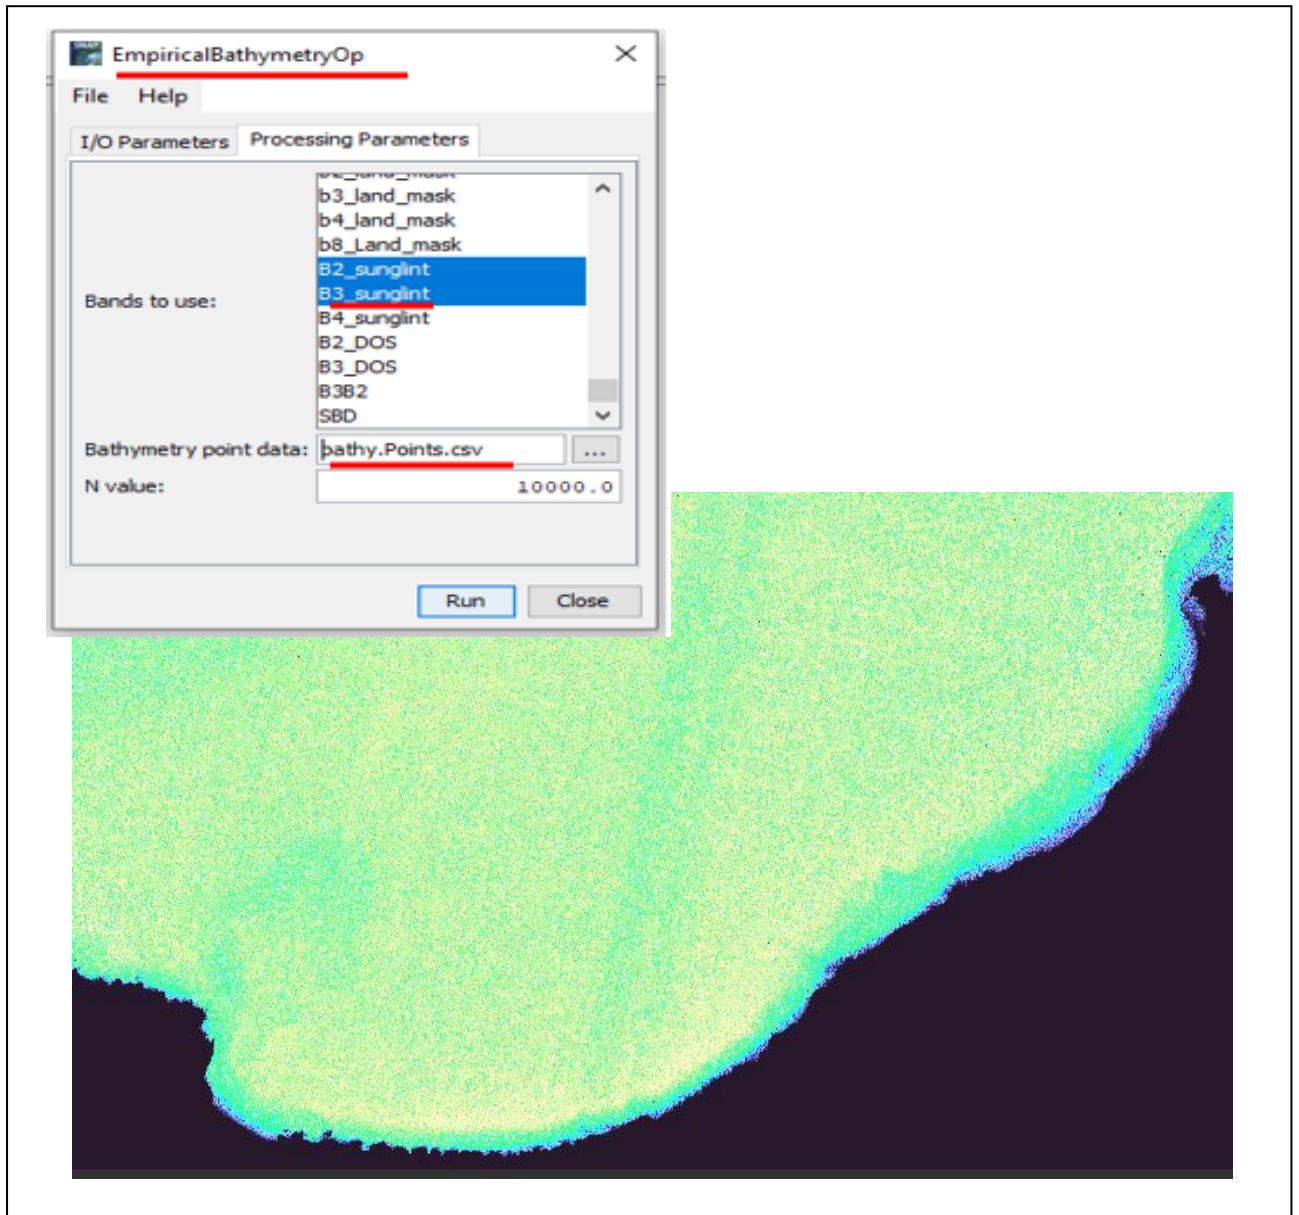 EmpiricalBathymetryOp
File Help
I/O Parameters Processing Parameters
b3_land_mask
b4_land_mask
b8_Land_mask
B2_sunglint
Bands to use:
B3_sunglint
B4_sunglint
B2_DOS
B3_DOS
B3B2
SBD
Bathymetry point data: bathy.Points.csv ...
N value: 10000.0
Run Close